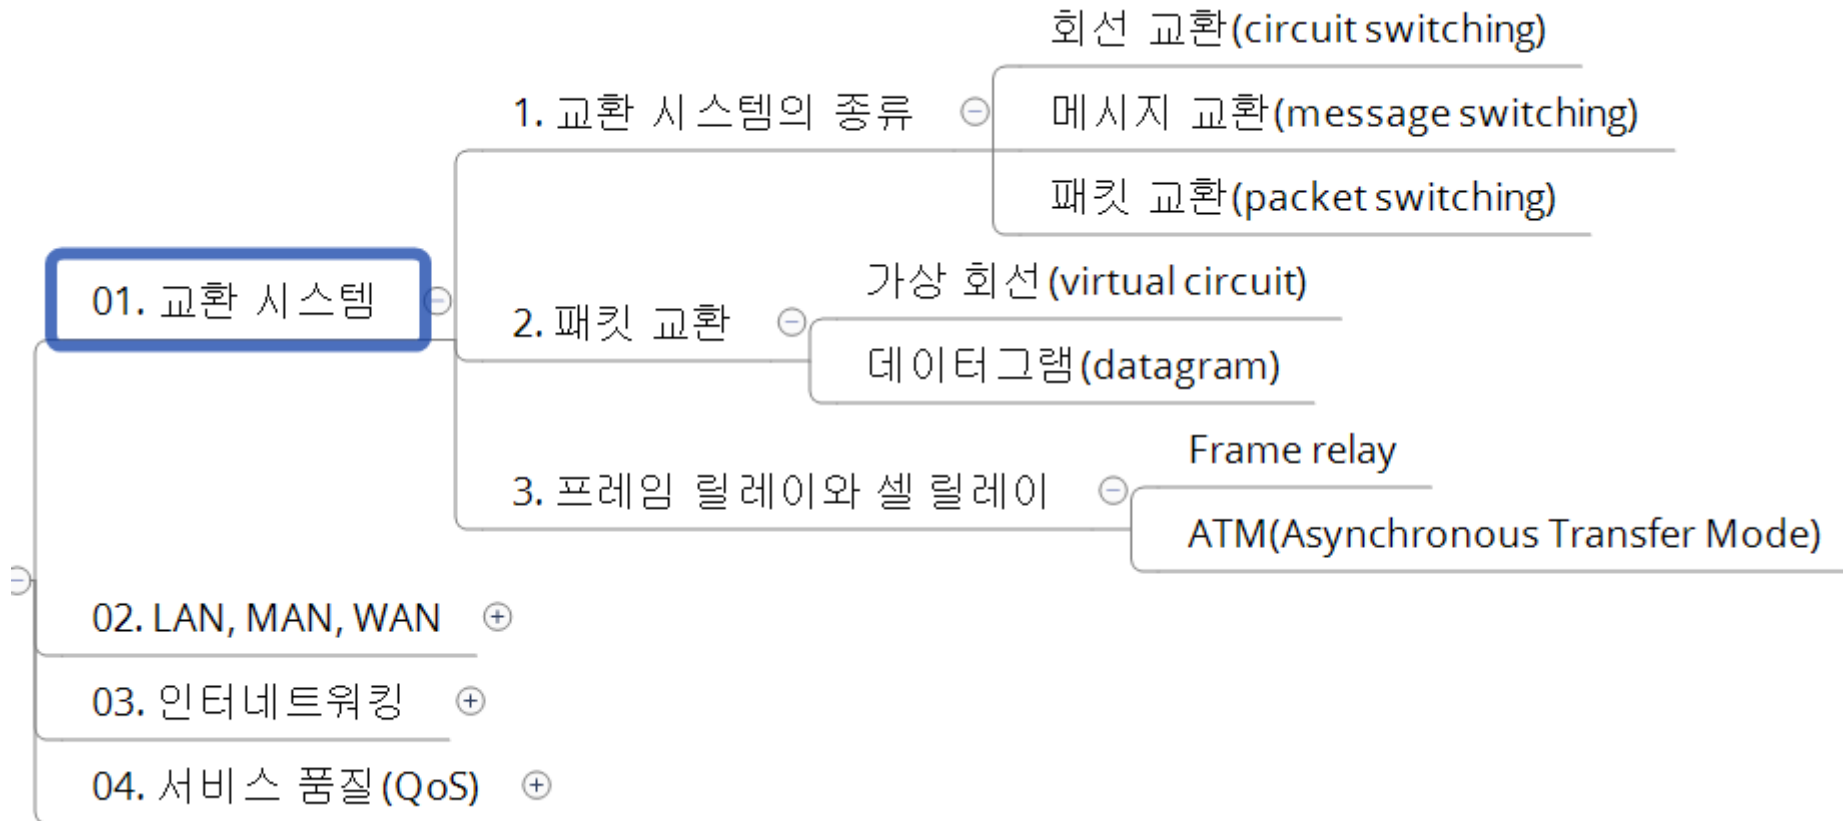 01. 교환 시스템
1. 교환 시스템의 종류
회선 교환(circuit switching)
메시지 교환(message switching)
패킷 교환(packet switching)
2. 패킷 교환
가상 회선(virtual circuit)
데이터그램(datagram)
3. 프레임 릴레이와 셀 릴레이
Frame relay
ATM(Asynchronous Transfer Mode)
02. LAN, MAN, WAN
03. 인터네트워킹
04. 서비스 품질(QoS)